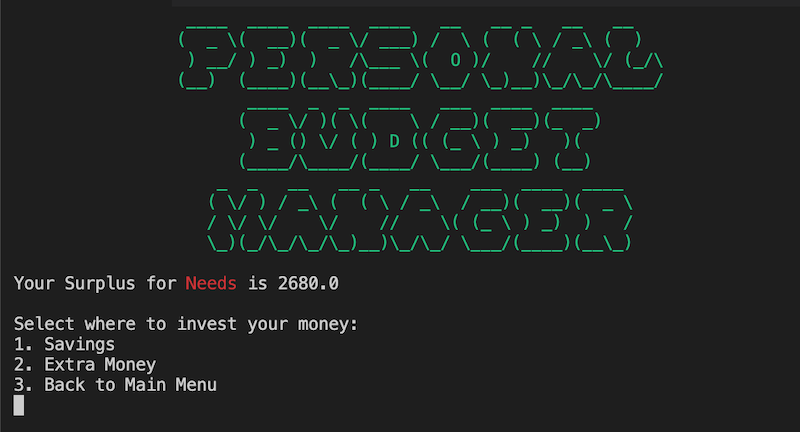 PERSONAL
BUDGET
MANAGER
Your Surplus for Needs is 2680.0
Select where to invest your money:
1. Savings
2. Extra Money
3. Back to Main Menu